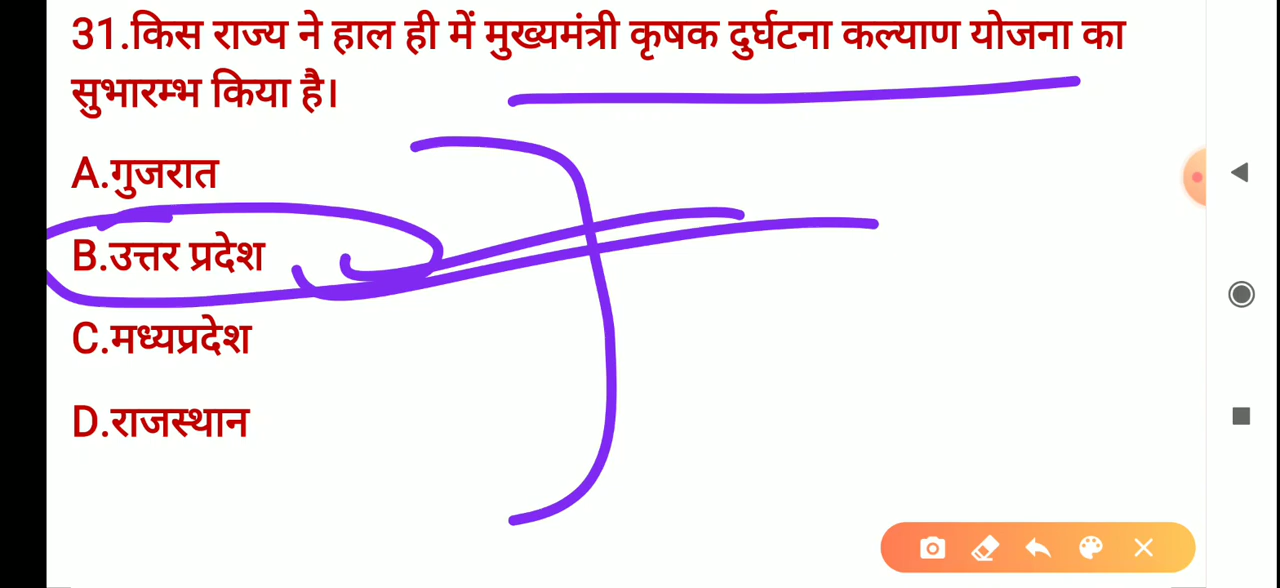 31.किस राज्य ने हाल ही में मुख्यमंत्री कृषक दुर्घटना कल्याण योजना का
सुभारम्भ किया है।
A.गुजरात
B.उत्तर प्रदेश
C.मध्यप्रदेश
D.राजस्थान